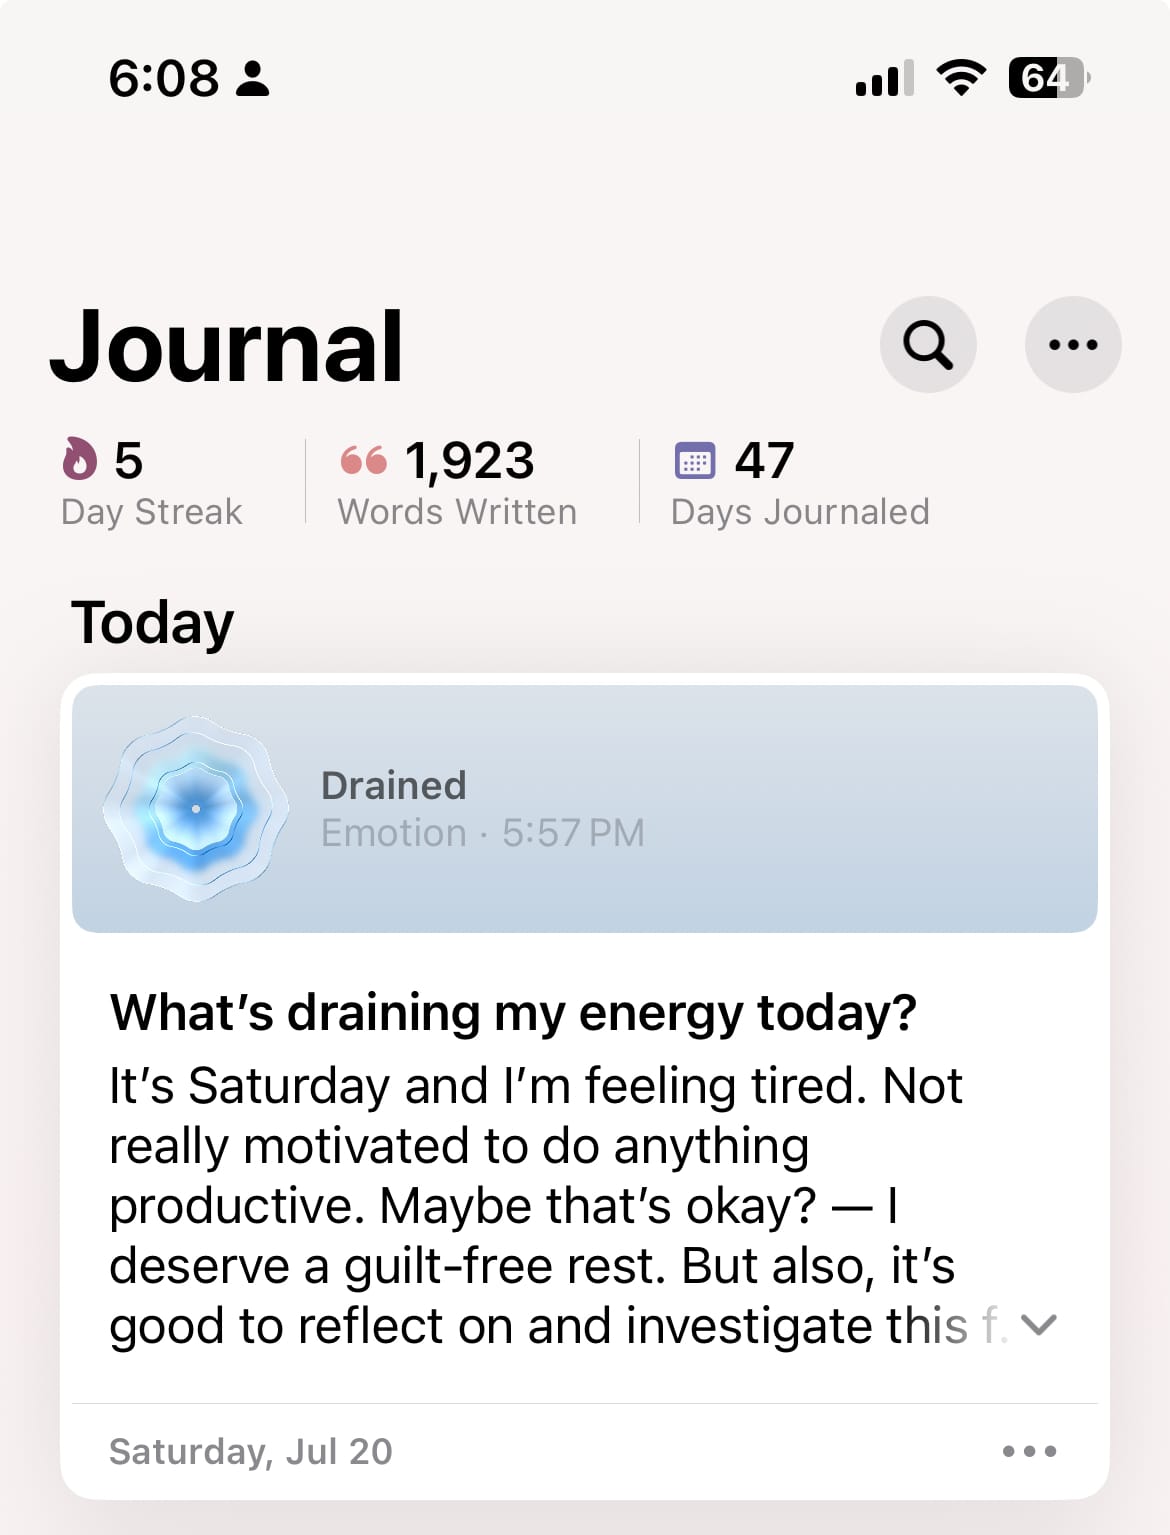 6:08
64
Journal
5
Day Streak
1,923
Words Written
47
Days Journaled
Today
Drained
Emotion · 5:57 PM
What’s draining my energy today?
It’s Saturday and I’m feeling tired. Not
really motivated to do anything
productive. Maybe that’s okay? — I
deserve a guilt-free rest. But also, it’s
good to reflect on and investigate this f.
Saturday, Jul 20